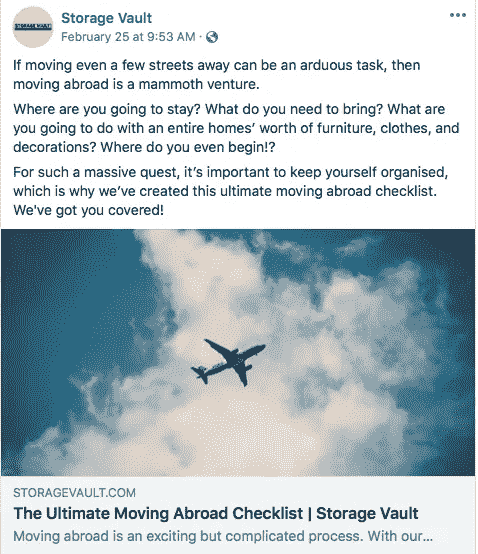 STORAGE VAULT
Storage Vault
February 25 at 9:53 AM ·
If moving even a few streets away can be an arduous task, then
moving abroad is a mammoth venture.
Where are you going to stay? What do you need to bring? What are
you going to do with an entire homes’ worth of furniture, clothes, and
decorations? Where do you even begin!?
For such a massive quest, it’s important to keep yourself organised,
which is why we’ve created this ultimate moving abroad checklist.
We've got you covered!
STORAGEVAULT.COM
The Ultimate Moving Abroad Checklist | Storage Vault
Moving abroad is an exciting but complicated process. With our...